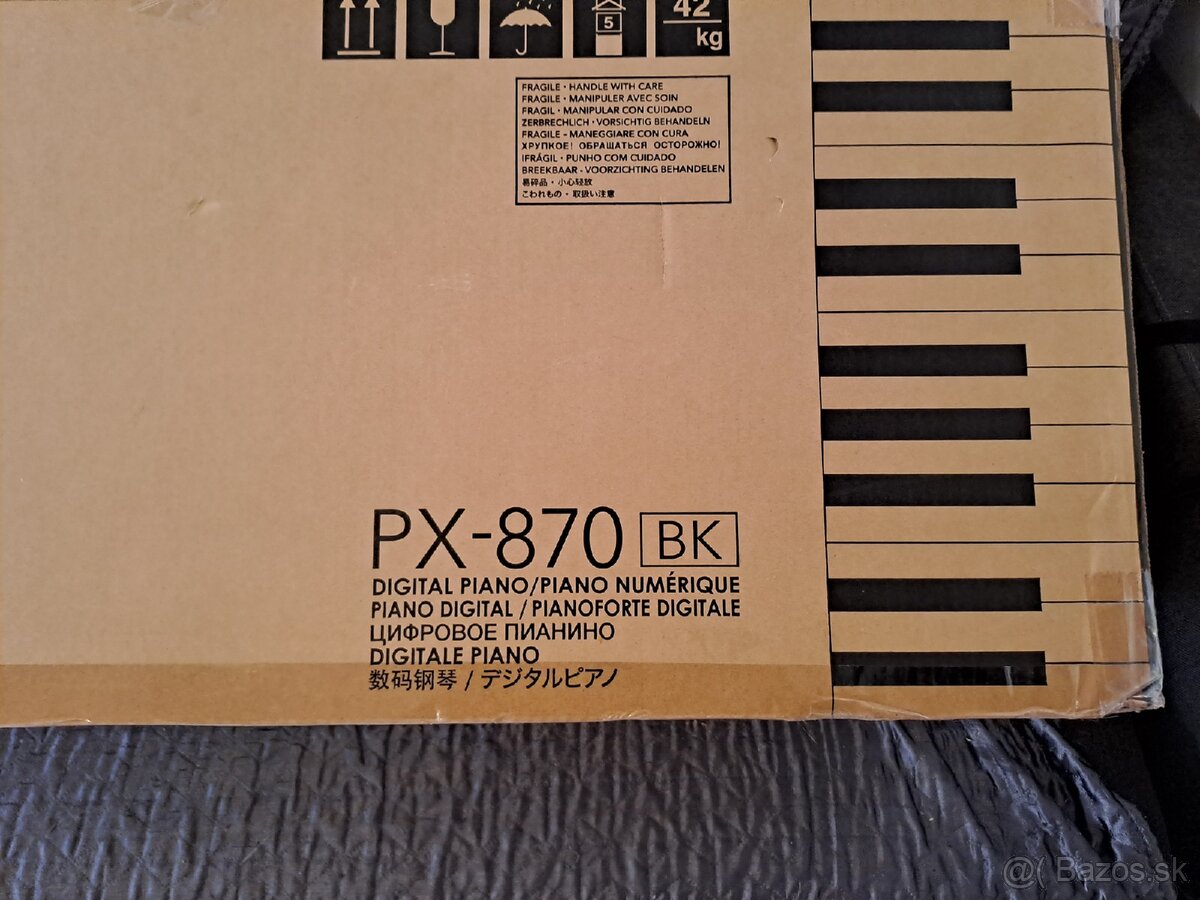 5
42
kg
FRAGILE · HANDLE WITH CARE
FRAGILE · MANIPULER AVEC SOIN
FRAGIL · MANIPULAR CON CUIDADO
ZERBRECHLICH · VORSICHTIG BEHANDELN
FRAGILE - MANEGGIARE CON CURA
ХРУПКОЕ! ОБРАЩАТЬСЯ ОСТОРОЖНО!
IFRÁGIL · PUNHO COM CUIDADO
BREEKBAAR - VOORZICHTING BEHANDELEN
易碎品・小心轻放
こわれもの・取扱い注意
PX-870 BK
DIGITAL PIANO/PIANO NUMÉRIQUE
PIANO DIGITAL / PIANOFORTE DIGITALE
ЦИФРОВОЕ ПИАНИНО
DIGITALE PIANO
数码钢琴 / デジタルピアノ
@( Bazos.sk